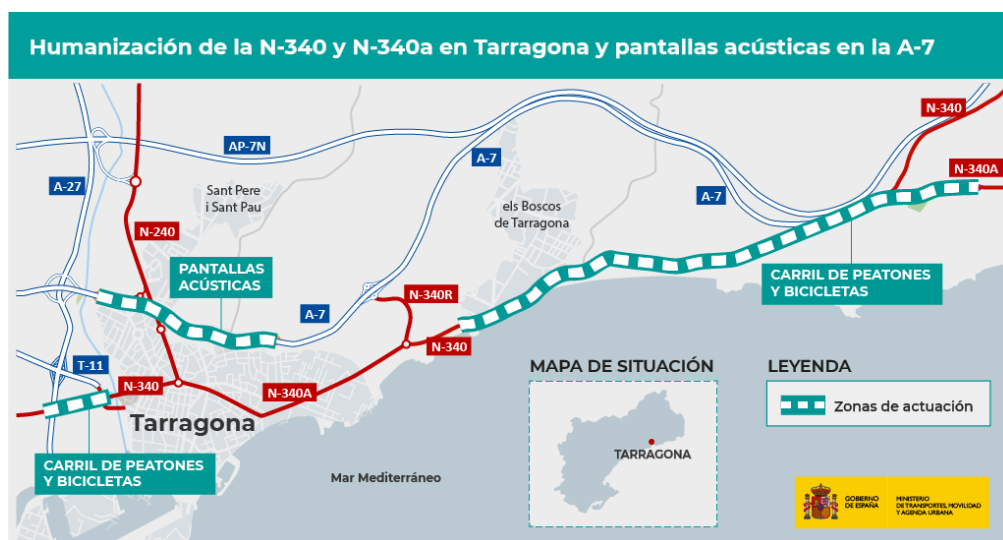 Humanización de la N-340 y N-340a en Tarragona y pantallas acústicas en la A-7
N-340
AP-7N
A-7
N-340A
A-27
Sant Pere
i Sant Pau
els Boscos
de Tarragona
A-7
N-240
PANTALLAS
ACÚSTICAS
CARRIL DE PEATONES
Y BICICLETAS
N-340R
A-7
N-340
T-11
N-340
N-340A
MAPA DE SITUACIÓN
LEYENDA
Zonas de actuación
Tarragona
TARRAGONA
CARRIL DE PEATONES
Y BICICLETAS
Mar Mediterráneo
GOBIERNO
DE ESPAÑA
MINISTERIO
DE TRANSPORTES, MOVILIDAD
Y AGENDA URBANA